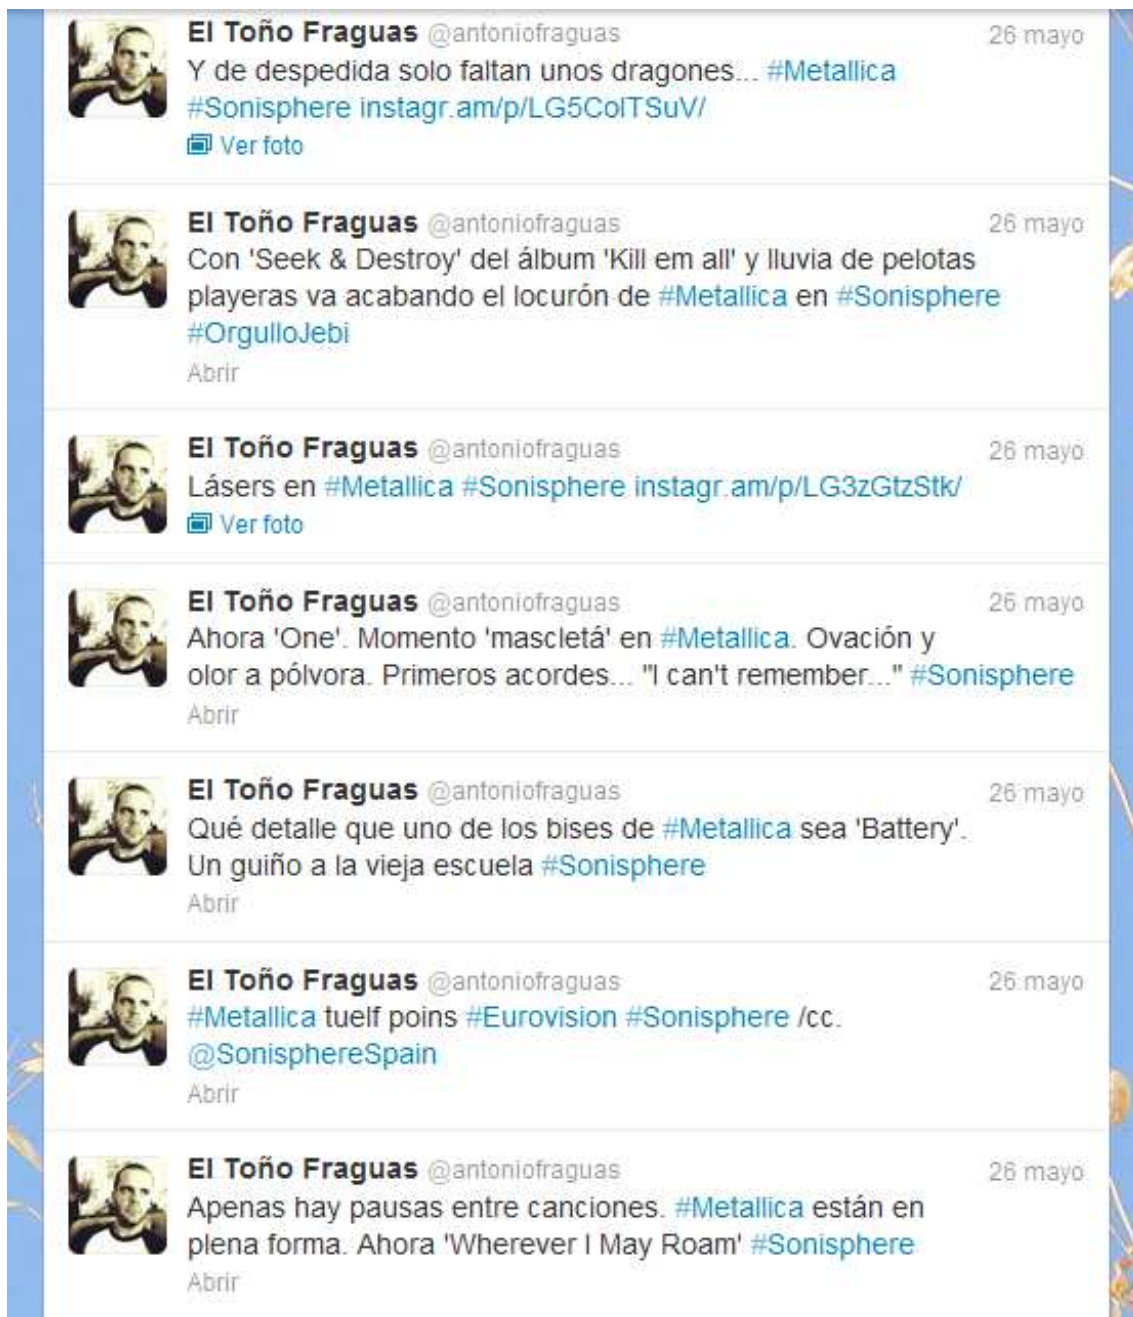 El Toño Fraguas @antoniofraguas 26 mayo
Y de despedida solo faltan unos dragones... #Metallica
#Sonisphere instagr.am/p/LG5ColTSuV/
Ver foto
El Toño Fraguas @antoniofraguas 26 mayo
Con 'Seek & Destroy' del álbum 'Kill em all' y lluvia de pelotas
playeras va acabando el locurón de #Metallica en #Sonisphere
#OrgulloJebi
Abrir
El Toño Fraguas @antoniofraguas 26 mayo
Lásers en #Metallica #Sonisphere instagr.am/p/LG3zGtzStk/
Ver foto
El Toño Fraguas @antoniofraguas 26 mayo
Ahora 'One'. Momento 'mascletá' en #Metallica. Ovación y
olor a pólvora. Primeros acordes... "I can't remember..." #Sonisphere
Abrir
El Toño Fraguas @antoniofraguas 26 mayo
Qué detalle que uno de los bises de #Metallica sea 'Battery'.
Un guiño a la vieja escuela #Sonisphere
Abrir
El Toño Fraguas @antoniofraguas 26 mayo
#Metallica tuelf poins #Eurovision #Sonisphere /cc.
@SonisphereSpain
Abrir
El Toño Fraguas @antoniofraguas 26 mayo
Apenas hay pausas entre canciones. #Metallica están en
plena forma. Ahora 'Wherever I May Roam' #Sonisphere
Abrir